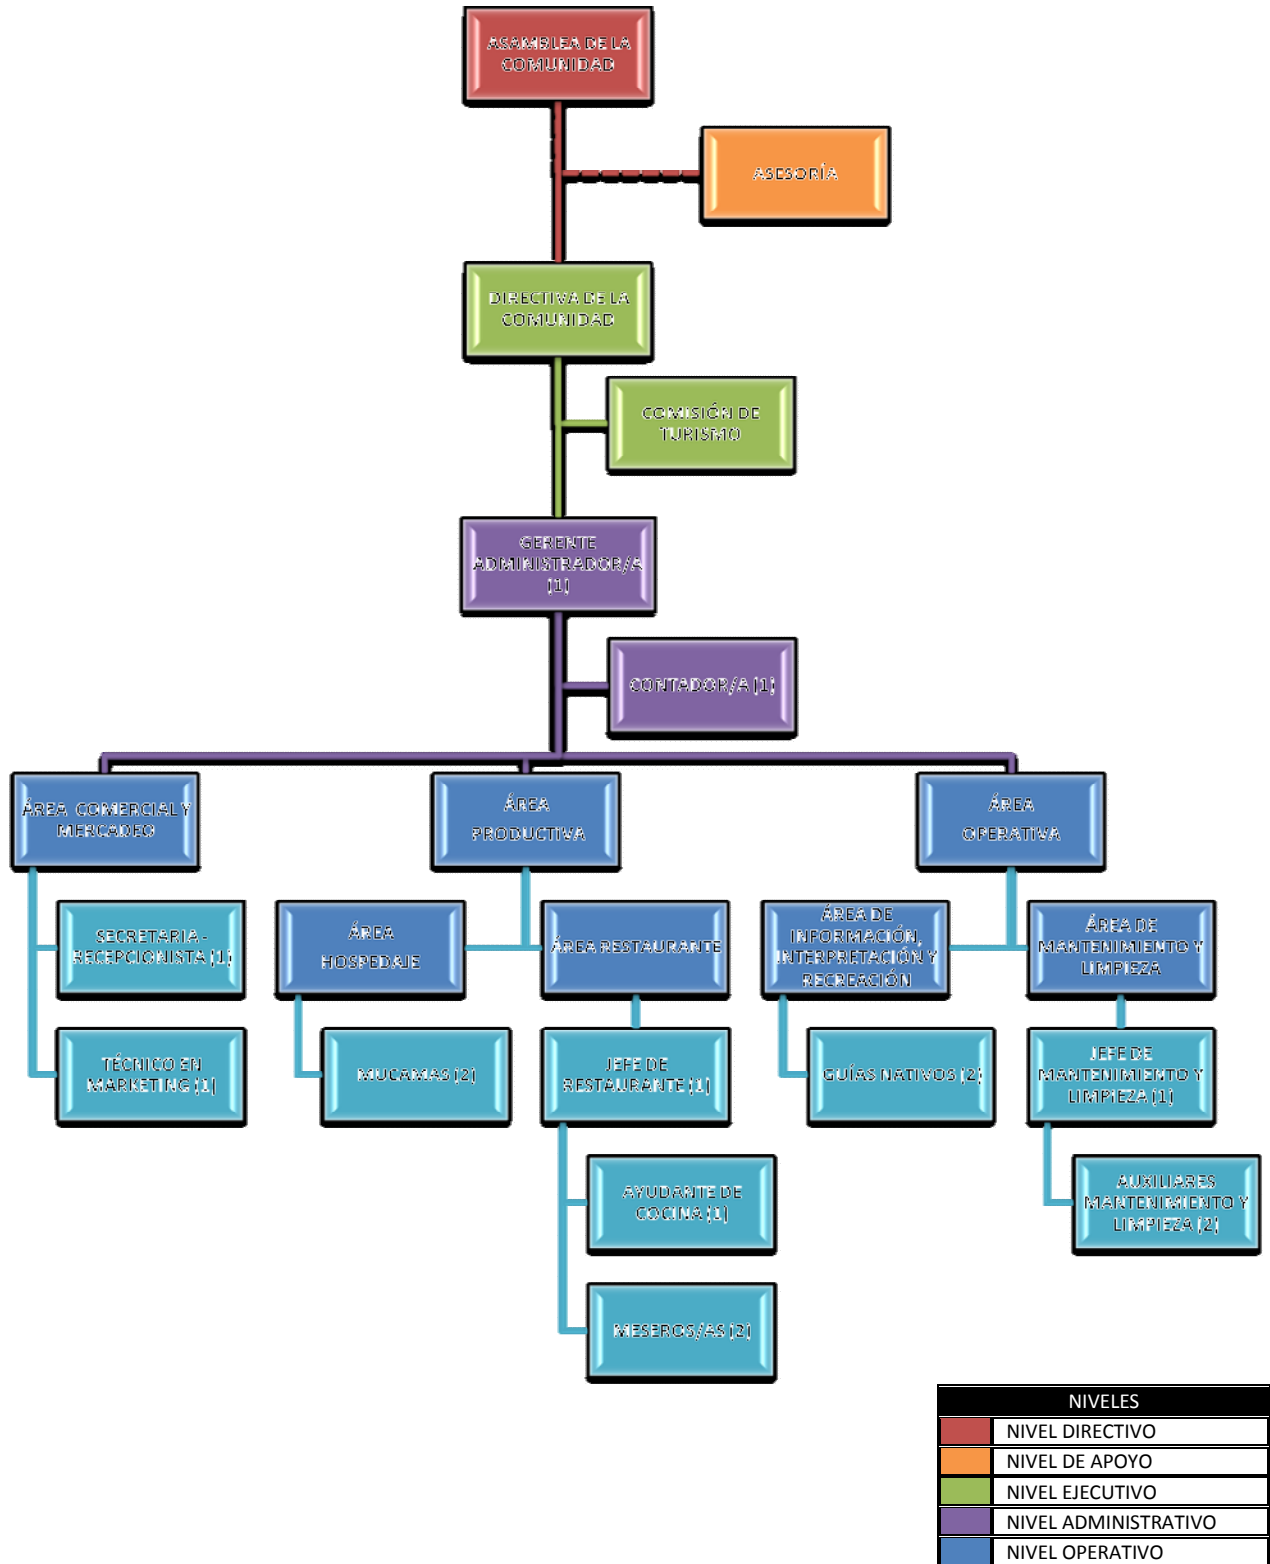 ASAMBLEA DE LA
COMUNIDAD
ASESORÍA
DIRECTIVA DE LA
COMUNIDAD
COMISIÓN DE
TURISMO
GERENTE
ADMINISTRADOR/A
(1)
CONTADOR/A (1)
ÁREA COMERCIAL Y
MERCADEO
ÁREA
PRODUCTIVA
ÁREA
OPERATIVA
SECRETARIA -
RECEPCIONISTA (1)
ÁREA
HOSPEDAJE
ÁREA RESTAURANTE
ÁREA DE
INFORMACIÓN,
INTERPRETACIÓN Y
RECREACIÓN
ÁREA DE
MANTENIMIENTO Y
LIMPIEZA
TÉCNICO EN
MARKETING (1)
MUCAMAS (2)
JEFE DE
RESTAURANTE (1)
GUÍAS NATIVOS (2)
JEFE DE
MANTENIMIENTO Y
LIMPIEZA (1)
AYUDANTE DE
COCINA (1)
AUXILIARES
MANTENIMIENTO Y
LIMPIEZA (2)
MESEROS/AS (2)
NIVELES
NIVEL DIRECTIVO
NIVEL DE APOYO
NIVEL EJECUTIVO
NIVEL ADMINISTRATIVO
NIVEL OPERATIVO